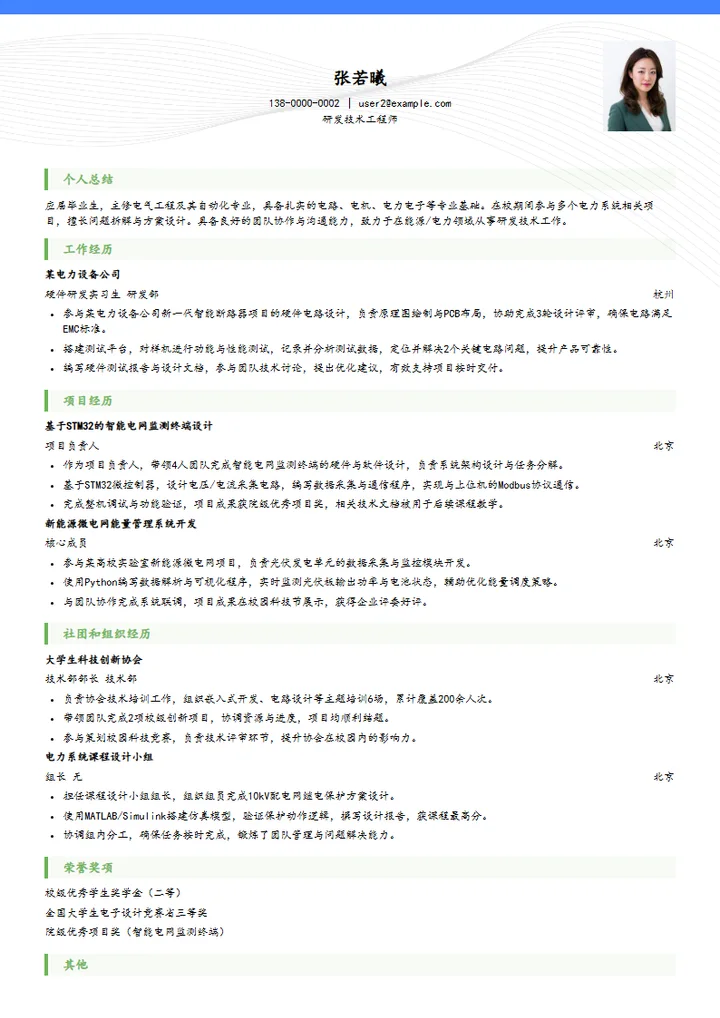 张若曦
138-0000-0002 | user2@example.com
研发技术工程师
个人总结
应届毕业生，主修电气工程及其自动化专业，具备扎实的电路、电机、电力电子等专业基础。在校期间参与多个电力系统相关项
目，擅长问题拆解与方案设计。具备良好的团队协作与沟通能力，致力于在能源/电力领域从事研发技术工作。
工作经历
某电力设备公司
硬件研发实习生 研发部 杭州
• 参与某电力设备公司新一代智能断路器项目的硬件电路设计，负责原理图绘制与PCB布局，协助完成3轮设计评审，确保电路满足
EMC标准。
• 搭建测试平台，对样机进行功能与性能测试，记录并分析测试数据，定位并解决2个关键电路问题，提升产品可靠性。
• 编写硬件测试报告与设计文档，参与团队技术讨论，提出优化建议，有效支持项目按时交付。
项目经历
基于STM32的智能电网监测终端设计
项目负责人 北京
• 作为项目负责人，带领4人团队完成智能电网监测终端的硬件与软件设计，负责系统架构设计与任务分解。
• 基于STM32微控制器，设计电压/电流采集电路，编写数据采集与通信程序，实现与上位机的Modbus协议通信。
• 完成整机调试与功能验证，项目成果获院级优秀项目奖，相关技术文档被用于后续课程教学。
新能源微电网能量管理系统开发
核心成员 北京
• 参与某高校实验室新能源微电网项目，负责光伏发电单元的数据采集与监控模块开发。
• 使用Python编写数据解析与可视化程序，实时监测光伏板输出功率与电池状态，辅助优化能量调度策略。
• 与团队协作完成系统联调，项目成果在校园科技节展示，获得企业评委好评。
社团和组织经历
大学生科技创新协会
技术部部长 技术部 北京
• 负责协会技术培训工作，组织嵌入式开发、电路设计等主题培训6场，累计覆盖200余人次。
• 带领团队完成2项校级创新项目，协调资源与进度，项目均顺利结题。
• 参与策划校园科技竞赛，负责技术评审环节，提升协会在校园内的影响力。
电力系统课程设计小组
组长 无 北京
• 担任课程设计小组组长，组织组员完成10kV配电网继电保护方案设计。
• 使用MATLAB/Simulink搭建仿真模型，验证保护动作逻辑，撰写设计报告，获课程最高分。
• 协调组内分工，确保任务按时完成，锻炼了团队管理与问题解决能力。
荣誉奖项
校级优秀学生奖学金（二等）
全国大学生电子设计竞赛省三等奖
院级优秀项目奖（智能电网监测终端）
其他